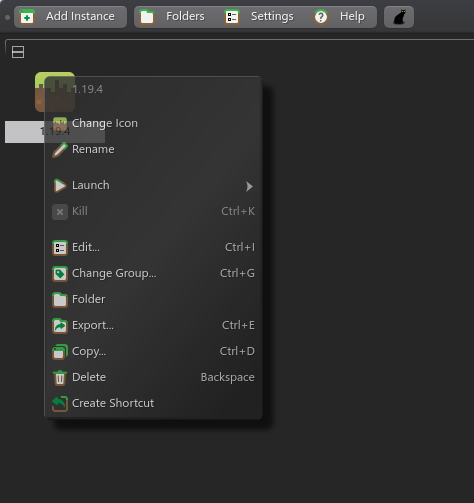 Add Instance Folders Settings Help
1.19.4
1.19.4
Change Icon
Rename
Launch
Kill Ctrl+K
Edit... Ctrl+I
Change Group... Ctrl+G
Folder
Export... Ctrl+E
Copy... Ctrl+D
Delete Backspace
Create Shortcut